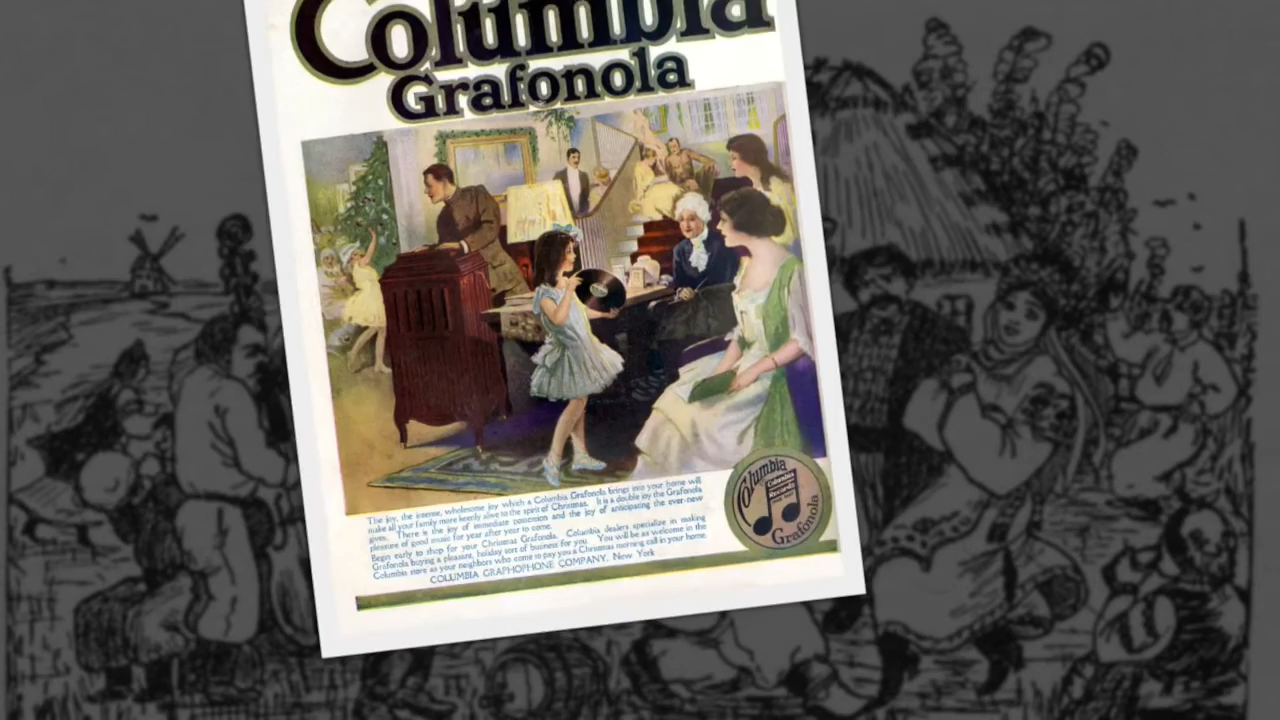 Columbia
Grafonola
The joy, the intense, wholesome joy which a Columbia Grafonola brings into your home will
make all your family more keenly alive to the spirit of Christmas. It is a double joy the Grafonola
gives. There is the joy of immediate possession and the joy of anticipating the ever-new
pleasure of good music for year after year to come.
Begin early to shop for your Christmas Grafonola. Columbia dealers specialize in making
Grafonola buying a pleasant, holiday sort of business for you. You will be as welcome in the
Columbia store as your neighbors who come to pay you a Christmas morning call in your home.
COLUMBIA GRAPHOPHONE COMPANY, New York
Columbia
Columbia
Records
Grafonola